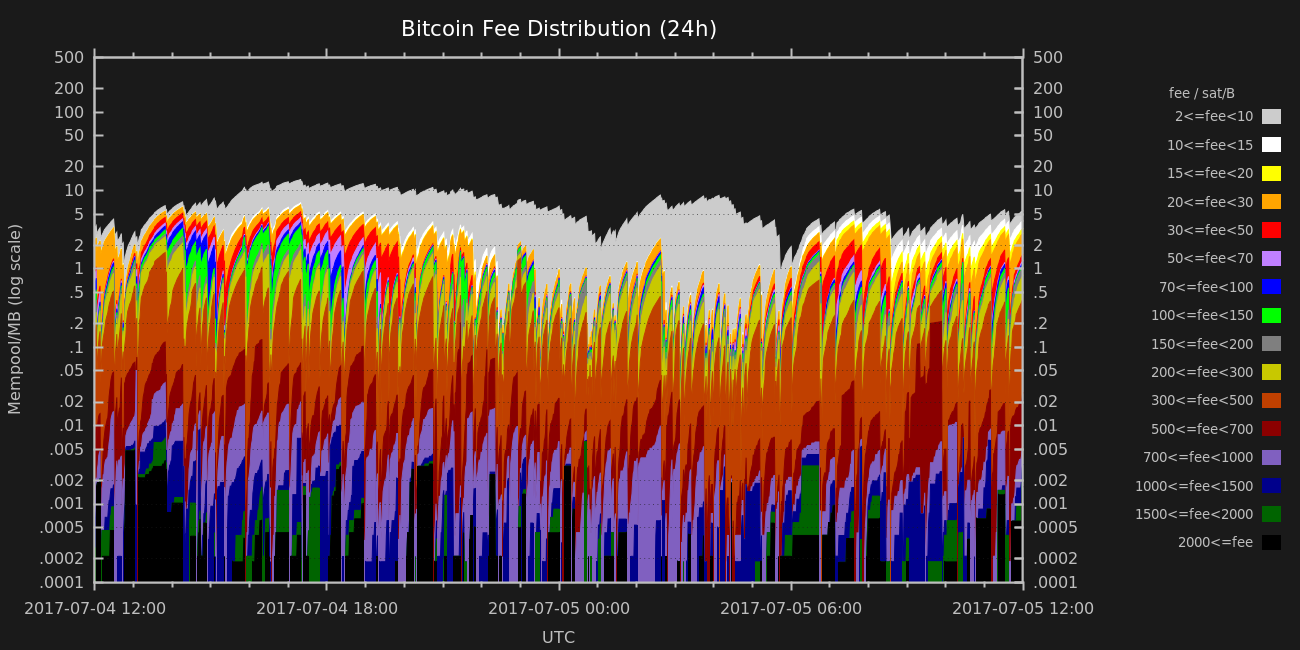 Bitcoin Fee Distribution (24h)
500 500
200 200
100 100
50 50
20 20
10 10
5 5
2 2
1 1
.5 .5
.2 .2
.1 .1
.05 .05
.02 .02
.01 .01
.005 .005
.002 .002
.001 .001
.0005 .0005
.0002 .0002
.0001 .0001
Mempool/MB (log scale)
2017-07-04 12:00 2017-07-04 18:00 2017-07-05 00:00 2017-07-05 06:00 2017-07-05 12:00
UTC
fee / sat/B
2<=fee<10
10<=fee<15
15<=fee<20
20<=fee<30
30<=fee<50
50<=fee<70
70<=fee<100
100<=fee<150
150<=fee<200
200<=fee<300
300<=fee<500
500<=fee<700
700<=fee<1000
1000<=fee<1500
1500<=fee<2000
2000<=fee